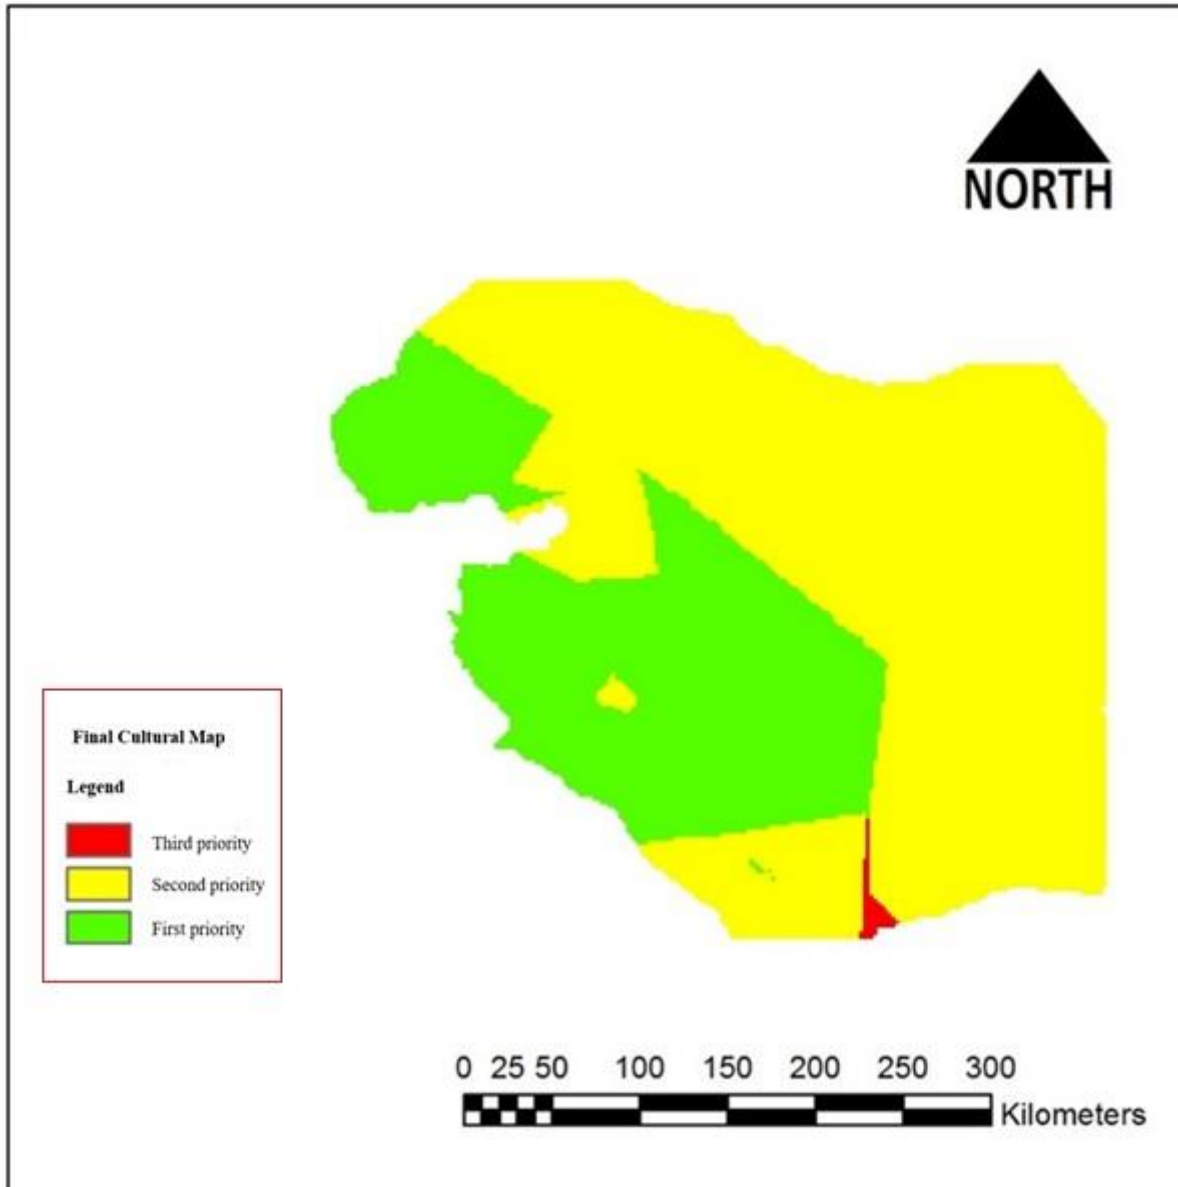 NORTH
Final Cultural Map
Legend
Third priority
Second priority
First priority
0 25 50 100 150 200 250 300
Kilometers